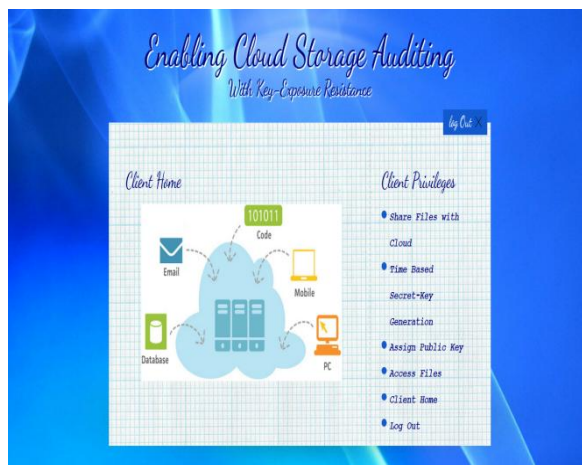 Enabling Cloud Storage Auditing
With Key-Exposure Resistance
log Out X
Client Home
101011
Code
Email
Mobile
Database
PC
Client Privileges
Share Files with
Cloud
Time Based
Secret-Key
Generation
Assign Public Key
Access Files
Client Home
Log Out